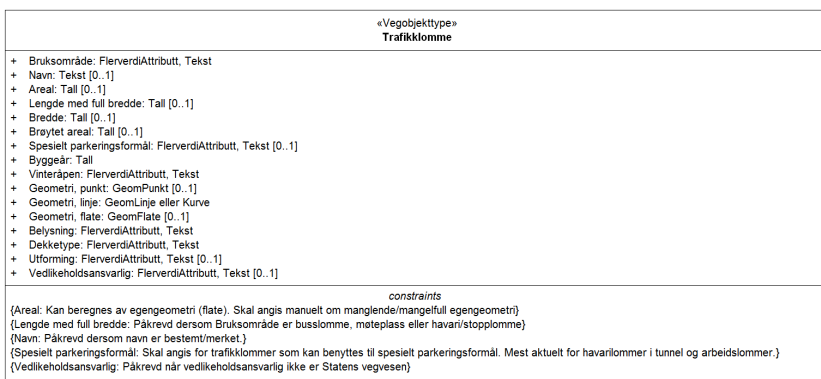 «Vegobjekttype»
Trafikklomme
+ Bruksområde: FlerverdiAttributt, Tekst
+ Navn: Tekst [0..1]
+ Areal: Tall [0..1]
+ Lengde med full bredde: Tall [0..1]
+ Bredde: Tall [0..1]
+ Brøytet areal: Tall [0..1]
+ Spesielt parkeringsformål: FlerverdiAttributt, Tekst [0..1]
+ Byggeår: Tall
+ Vinteråpen: FlerverdiAttributt, Tekst
+ Geometri, punkt: GeomPunkt [0..1]
+ Geometri, linje: GeomLinje eller Kurve
+ Geometri, flate: GeomFlate [0..1]
+ Belysning: FlerverdiAttributt, Tekst
+ Dekketype: FlerverdiAttributt, Tekst
+ Utforming: FlerverdiAttributt, Tekst [0..1]
+ Vedlikeholdsansvarlig: FlerverdiAttributt, Tekst [0..1]
constraints
{Areal: Kan beregnes av egengeometri (flate). Skal angis manuelt om manglende/mangelfull egengeometri}
{Lengde med full bredde: Påkrevd dersom Bruksområde er busslomme, møteplass eller havari/stopplomme}
{Navn: Påkrevd dersom navn er bestemt/merket.}
{Spesielt parkeringsformål: Skal angis for trafikklommer som kan benyttes til spesielt parkeringsformål. Mest aktuelt for havarilommer i tunnel og arbeidslommer.}
{Vedlikeholdsansvarlig: Påkrevd når vedlikeholdsansvarlig ikke er Statens vegvesen}